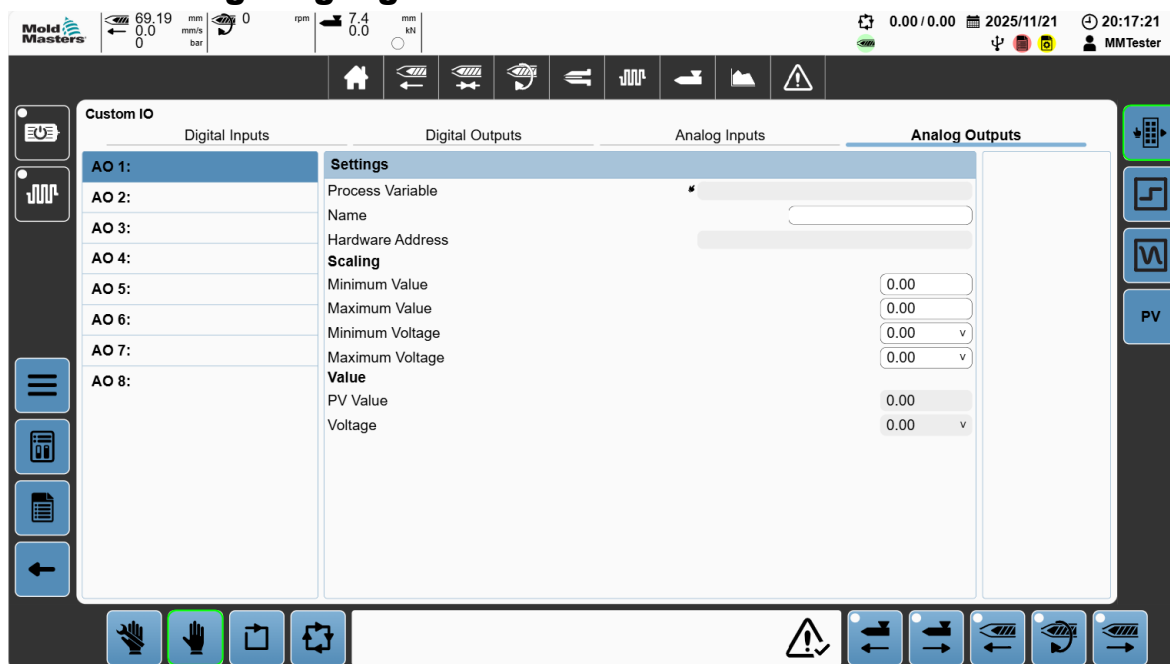 Mold
Masters
69.19 mm
0.0 mm/s
0 bar
0 rpm
7.4 mm
0.0 kN
0.00 / 0.00
2025/11/21
20:17:21
MMTester
Custom IO
Digital Inputs
Digital Outputs
Analog Inputs
Analog Outputs
AO 1:
AO 2:
AO 3:
AO 4:
AO 5:
AO 6:
AO 7:
AO 8:
Settings
Process Variable
Name
Hardware Address
Scaling
Minimum Value 0.00
Maximum Value 0.00
Minimum Voltage 0.00 v
Maximum Voltage 0.00 v
Value
PV Value 0.00
Voltage 0.00 v
PV